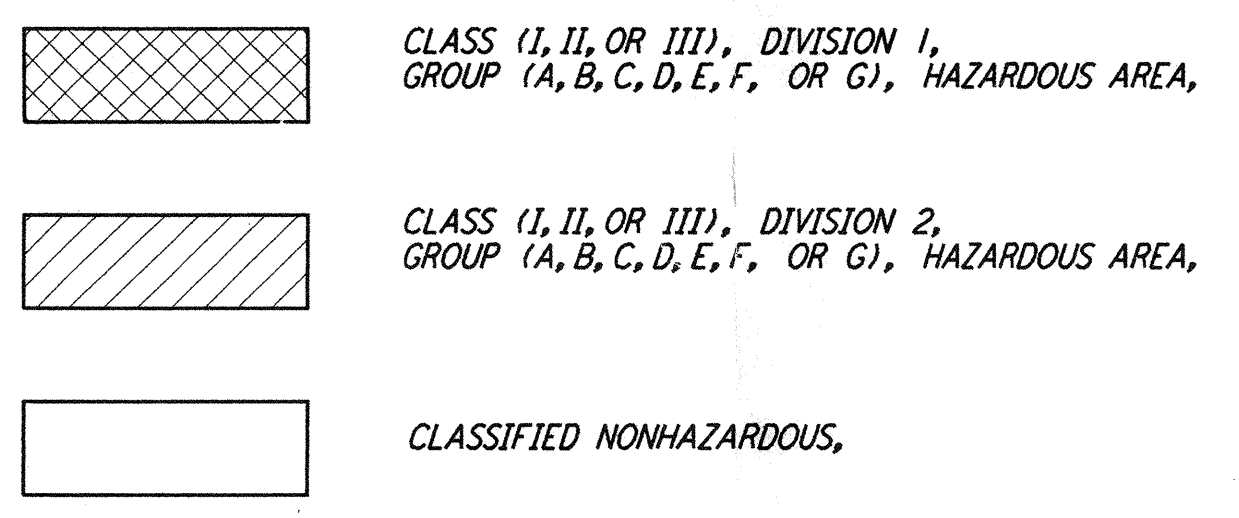 CLASS (I, II, OR III), DIVISION 1,
GROUP (A, B, C, D, E, F, OR G), HAZARDOUS AREA,
CLASS (I, II, OR III), DIVISION 2,
GROUP (A, B, C, D, E, F, OR G), HAZARDOUS AREA,
CLASSIFIED NONHAZARDOUS,